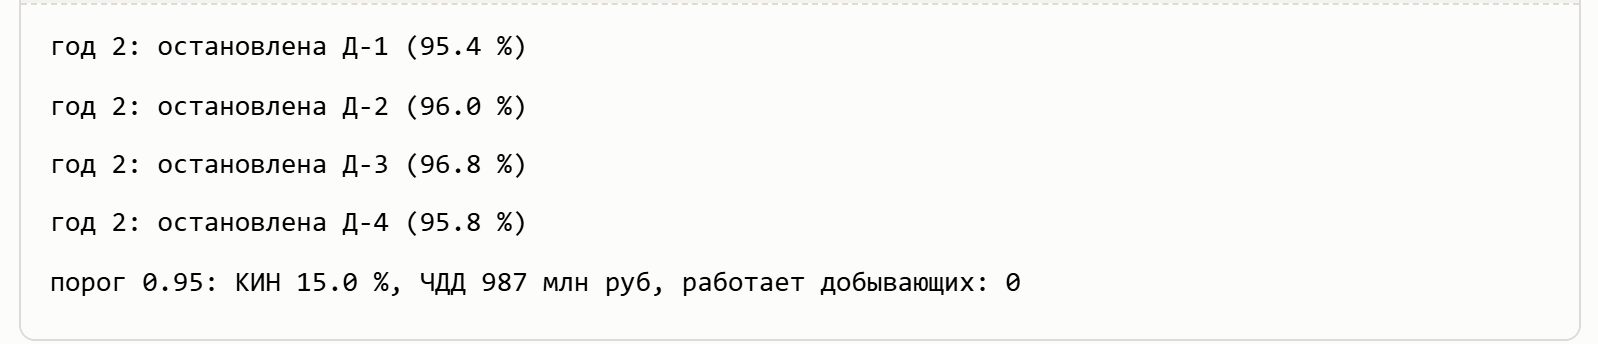 год 2: остановлена Д-1 (95.4 %)
год 2: остановлена Д-2 (96.0 %)
год 2: остановлена Д-3 (96.8 %)
год 2: остановлена Д-4 (95.8 %)
порог 0.95: КИН 15.0 %, ЧДД 987 млн руб, работает добывающих: 0